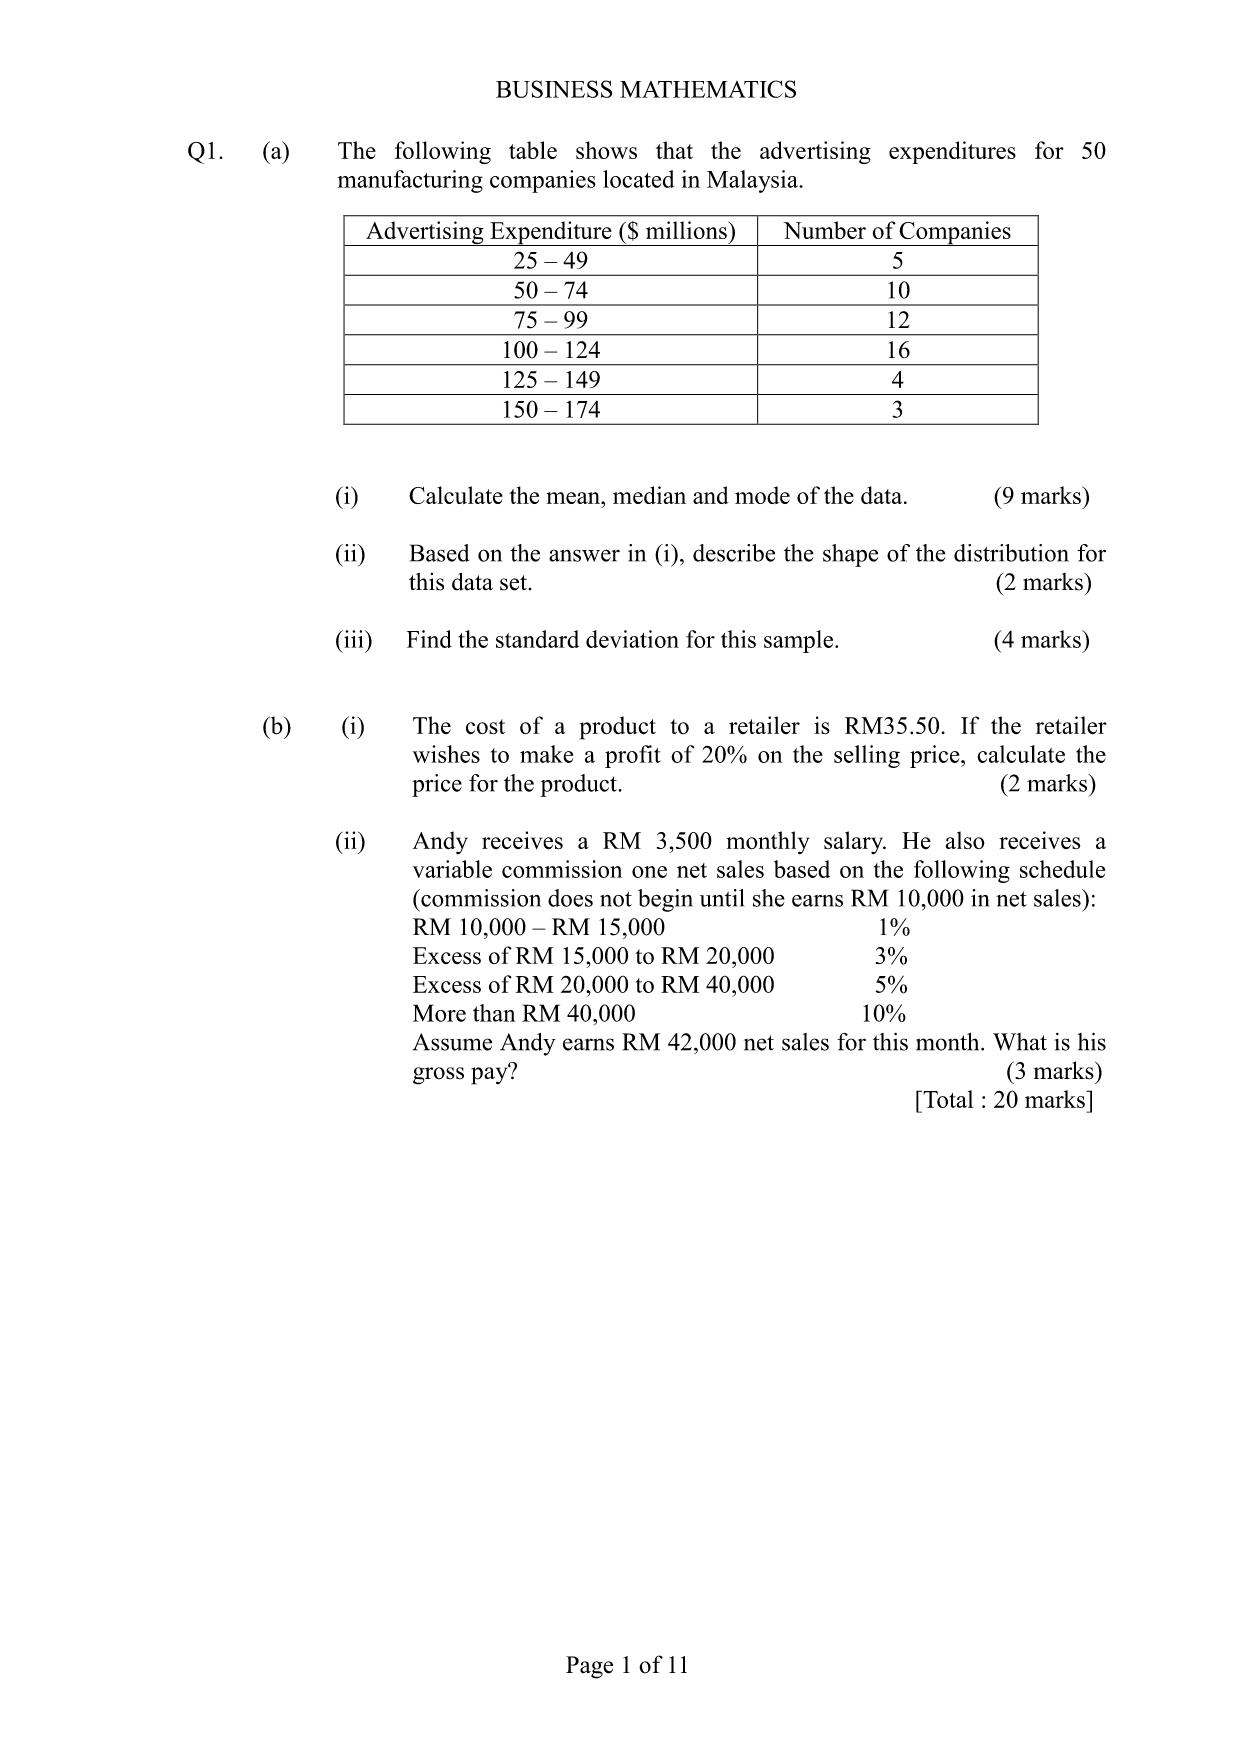 BUSINESS MATHEMATICS
Q1. (a) The following table shows that the advertising expenditures for 50
manufacturing companies located in Malaysia.
Advertising Expenditure ($ millions) Number of Companies
25 – 49 5
50 – 74 10
75 – 99 12
100 – 124 16
125 – 149 4
150 – 174 3
(i) Calculate the mean, median and mode of the data. (9 marks)
(ii) Based on the answer in (i), describe the shape of the distribution for
this data set. (2 marks)
(iii) Find the standard deviation for this sample. (4 marks)
(b) (i) The cost of a product to a retailer is RM35.50. If the retailer
wishes to make a profit of 20% on the selling price, calculate the
price for the product. (2 marks)
(ii) Andy receives a RM 3,500 monthly salary. He also receives a
variable commission one net sales based on the following schedule
(commission does not begin until she earns RM 10,000 in net sales):
RM 10,000 – RM 15,000 1%
Excess of RM 15,000 to RM 20,000 3%
Excess of RM 20,000 to RM 40,000 5%
More than RM 40,000 10%
Assume Andy earns RM 42,000 net sales for this month. What is his
gross pay? (3 marks)
[Total : 20 marks]
Page 1 of 11